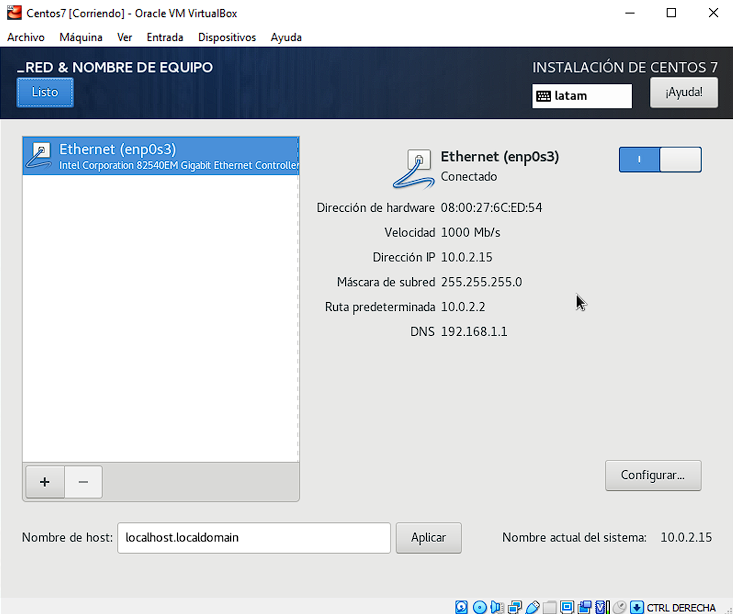 Centos7 [Corriendo] - Oracle VM VirtualBox
Archivo Máquina Ver Entrada Dispositivos Ayuda
_RED & NOMBRE DE EQUIPO
INSTALACIÓN DE CENTOS 7
Listo
latam
¡Ayuda!
Ethernet (enp0s3)
Intel Corporation 82540EM Gigabit Ethernet Controller
Ethernet (enp0s3)
Conectado
Dirección de hardware 08:00:27:6C:ED:54
Velocidad 1000 Mb/s
Dirección IP 10.0.2.15
Máscara de subred 255.255.255.0
Ruta predeterminada 10.0.2.2
DNS 192.168.1.1
+ −
Configurar...
Nombre de host: localhost.localdomain Aplicar Nombre actual del sistema: 10.0.2.15
CTRL DERECHA